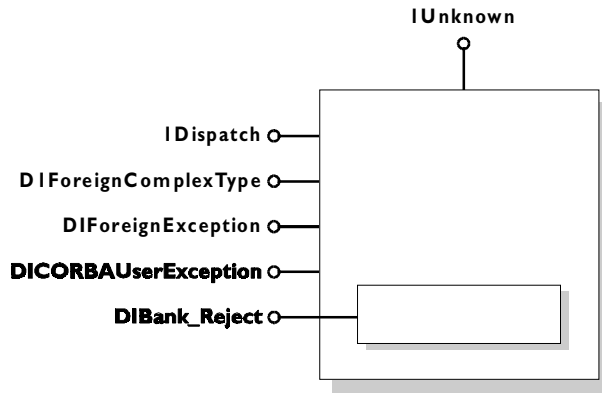 IUnknown
IDispatch
DIForeignComplexType
DIForeignException
DICORBAUserException
DIBank_Reject